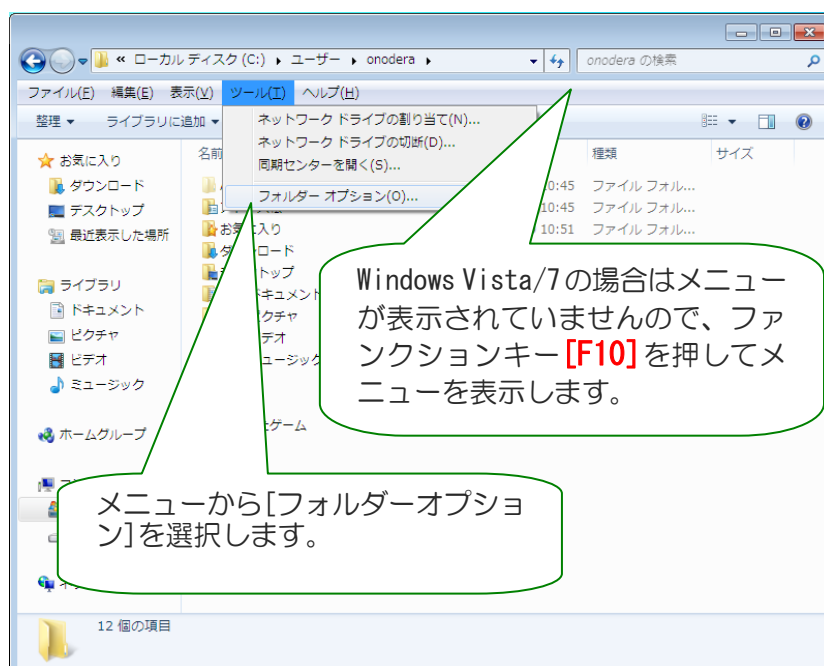 « ローカル ディスク (C:) ▸ ユーザー ▸ onodera ▸
onodera の検索
ファイル(F) 編集(E) 表示(V) ツール(T) ヘルプ(H)
整理 ライブラリに追加
ネットワーク ドライブの割り当て(N)...
ネットワーク ドライブの切断(D)...
同期センターを開く(S)...
フォルダー オプション(O)...
名前
種類
サイズ
10:45 ファイル フォル...
10:45 ファイル フォル...
10:51 ファイル フォル...
お気に入り
ダウンロード
デスクトップ
最近表示した場所
ライブラリ
ドキュメント
ピクチャ
ビデオ
ミュージック
ホームグループ
お気に入り
Windows Vista/7の場合はメニュー
が表示されていませんので、ファ
ンクションキー[F10]を押してメ
ニューを表示します。
メニューから[フォルダーオプショ
ン]を選択します。
12 個の項目